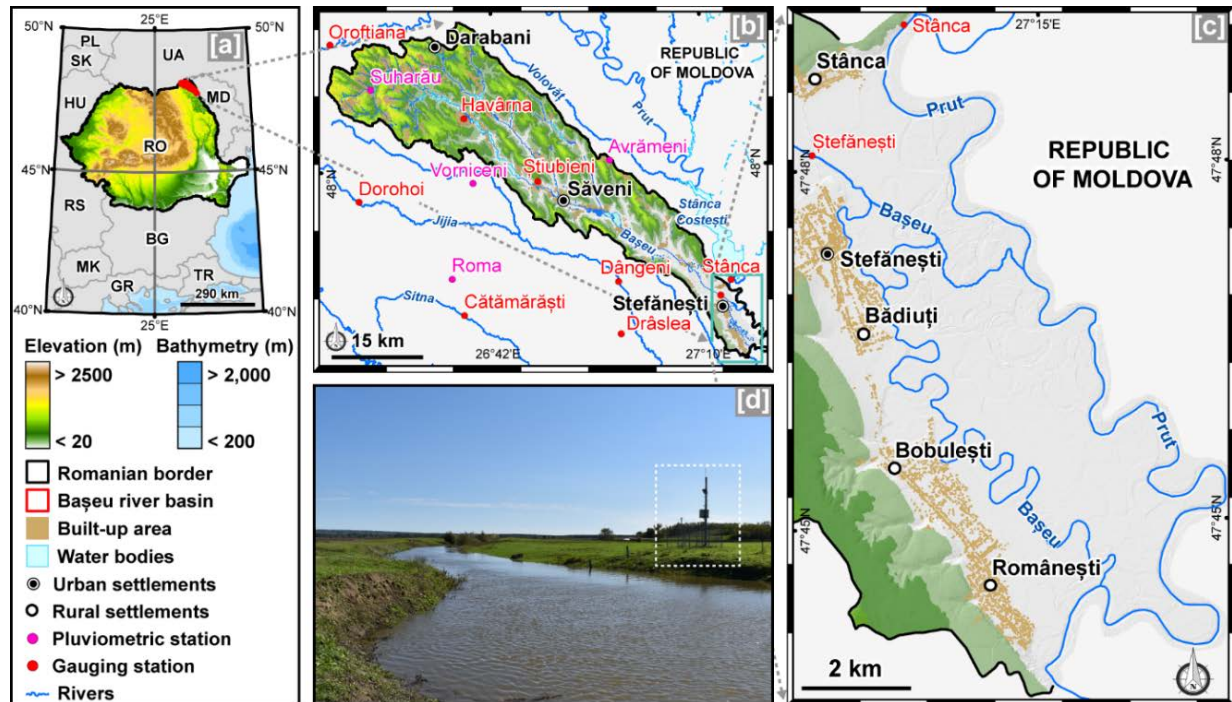 [a]
50°N
25°E
50°N
PL
SK
UA
HU
MD
RO
45°N
45°N
RS
BG
MK
TR
GR
40°N
25°E
40°N
290 km
Elevation (m)
Bathymetry (m)
> 2500
> 2,000
< 20
< 200
Romanian border
Bașeu river basin
Built-up area
Water bodies
Urban settlements
Rural settlements
Pluviometric station
Gauging station
Rivers
[b]
Oroftiana
Darabani
REPUBLIC
OF MOLDOVA
Suharău
Volovăț
Prut
Havârna
Avrămeni
Vorniceni
Știubieni
48°N
48°N
Dorohoi
Săveni
Stânca
Costești
Jijia
Bașeu
Roma
Dângeni
Stânca
Sitna
Cătămărăști
Ștefănești
Drâslea
15 km
26°42'E
27°10'E
[d]
[c]
27°15'E
Stânca
Stânca
Prut
Ștefănești
REPUBLIC
OF MOLDOVA
47°48'N
47°48'N
Bașeu
Ștefănești
Bădiuți
Prut
Bobulești
47°45'N
47°45'N
Bașeu
Românești
2 km
N